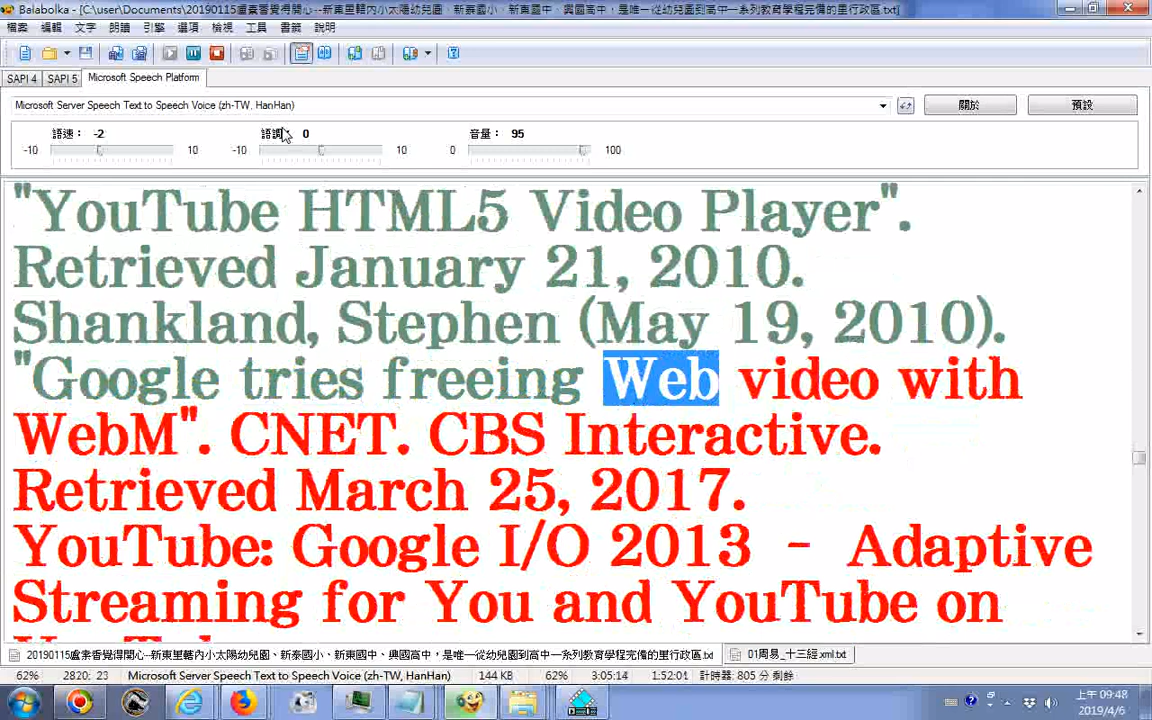 Balabolka - [C:\user\Documents\20190115盧素香覺得開心--新東里轄內小太陽幼兒園、新泰國小、新東國中、興國高中，是唯一從幼兒園到高中一系列教育學程完備的里行政區.txt]
檔案 編輯 文字 朗讀 引擎 選項 檢視 工具 書籤 說明
SAPI 4 SAPI 5 Microsoft Speech Platform
Microsoft Server Speech Text to Speech Voice (zh-TW, HanHan) 關於 預設
語速： -2 語調： 0 音量： 95
-10 10 -10 10 0 100
"YouTube HTML5 Video Player".
Retrieved January 21, 2010.
Shankland, Stephen (May 19, 2010).
"Google tries freeing Web video with
WebM". CNET. CBS Interactive.
Retrieved March 25, 2017.
YouTube: Google I/O 2013 - Adaptive
Streaming for You and YouTube on
20190115盧素香覺得開心--新東里轄內小太陽幼兒園、新泰國小、新東國中、興國高中，是唯一從幼兒園到高中一系列教育學程完備的里行政區.txt 01周易_十三經.xml.txt
62% 2820: 23 Microsoft Server Speech Text to Speech Voice (zh-TW, HanHan) 144 KB 62% 3:05:14 1:52:01 計時器： 805 分 剩餘
上午 09:48
2019/4/6